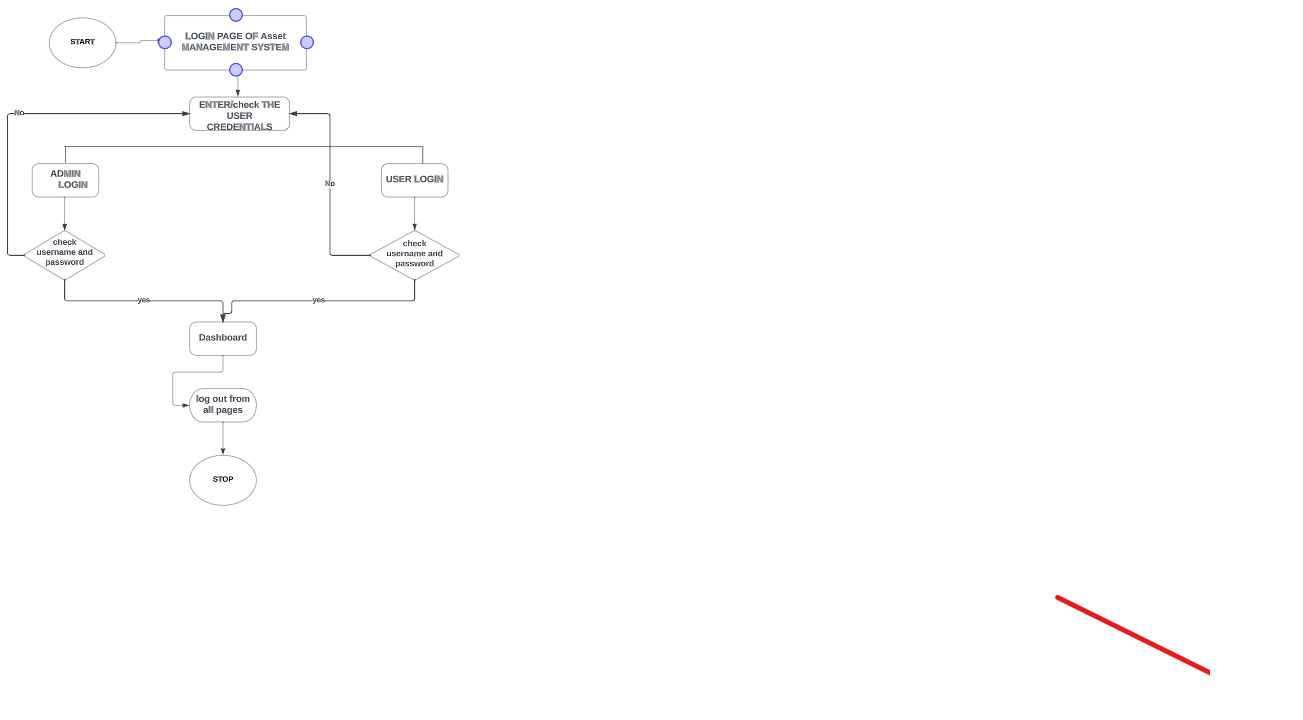 START
LOGIN PAGE OF Asset
MANAGEMENT SYSTEM
No
ENTER/check THE
USER
CREDENTIALS
ADMIN
LOGIN
No
USER LOGIN
check
username and
password
check
username and
password
yes
yes
Dashboard
log out from
all pages
STOP